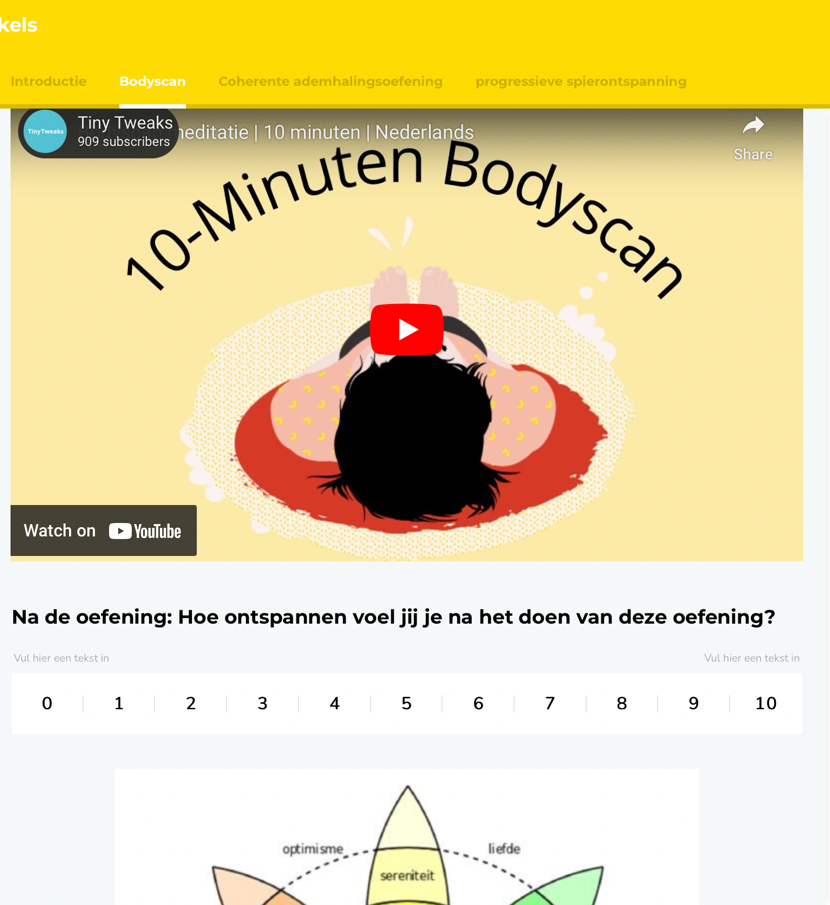 kels
Introductie Bodyscan Coherente ademhalingsoefening progressieve spierontspanning
TinyTweaks
Tiny Tweaks
909 subscribers
meditatie | 10 minuten | Nederlands
Share
10-Minuten Bodyscan
Watch on YouTube
Na de oefening: Hoe ontspannen voel jij je na het doen van deze oefening?
Vul hier een tekst in Vul hier een tekst in
0 1 2 3 4 5 6 7 8 9 10
optimisme liefde
sereniteit